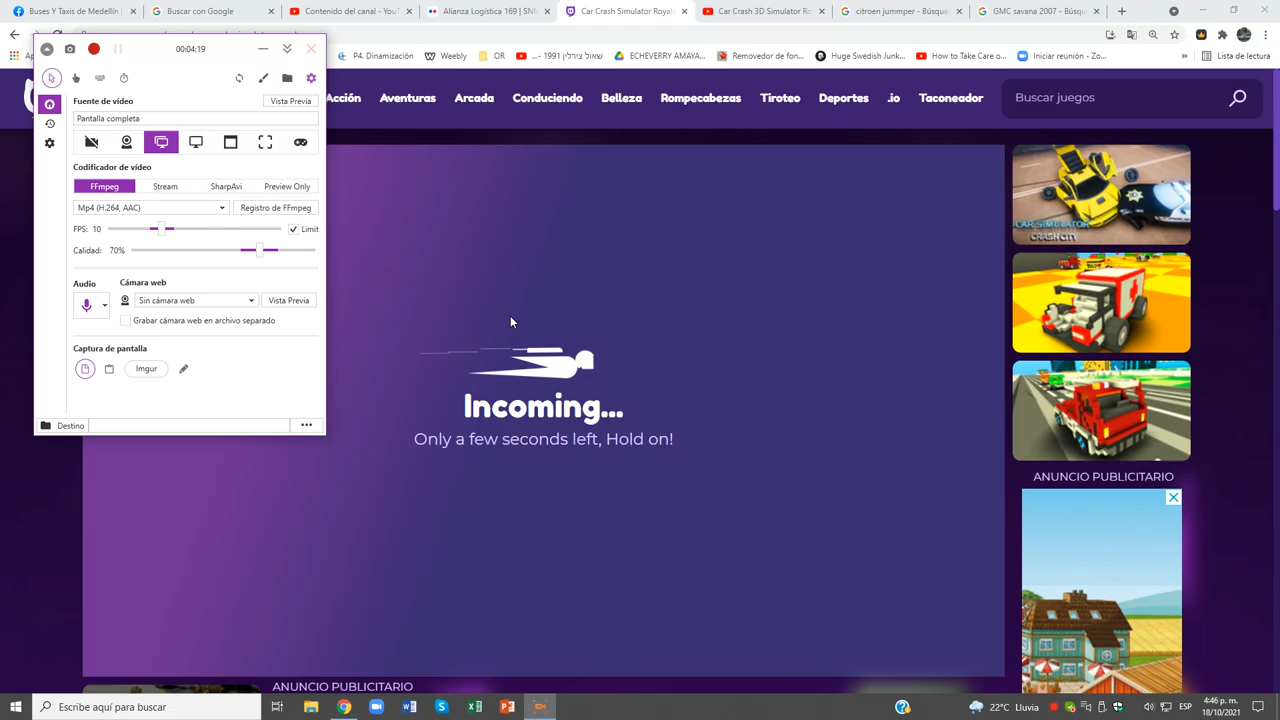 Buses Y Taxis de Medellín
Buscar con Google
Contenido del canal - YouT
Alianza Logística 169 | SNM
Car Crash Simulator Royale
Car Crash 3D Simulator Roy
citroen jummper - Búsque
GMC savana 2007 - Búsqu
P4. Dinamización
Weebly
OR
ECHEVERRY AMAYA...
Removedor de fon...
Huge Swedish Junk...
How to Take Care o...
Iniciar reunión - Zo...
»
Lista de lectura
00:04:19
Fuente de vídeo
Vista Previa
Pantalla completa
Codificador de vídeo
FFmpeg
Stream
SharpAvi
Preview Only
Mp4 (H.264, AAC)
Registro de FFmpeg
FPS: 10
Limit
Calidad: 70%
Audio
Cámara web
Sin cámara web
Vista Previa
Grabar cámara web en archivo separado
Captura de pantalla
Imgur
Destino
Acción
Aventuras
Arcada
Conduciendo
Belleza
Rompecabezas
Tiroteo
Deportes
.io
Taconeador
Buscar juegos
Incoming...
Only a few seconds left, Hold on!
CAR SIMULATOR
CRASH CITY
ANUNCIO PUBLICITARIO
ANUNCIO PUBLICITARIO
Escribe aquí para buscar
22°C Lluvia
ESP
4:46 p. m.
18/10/2021